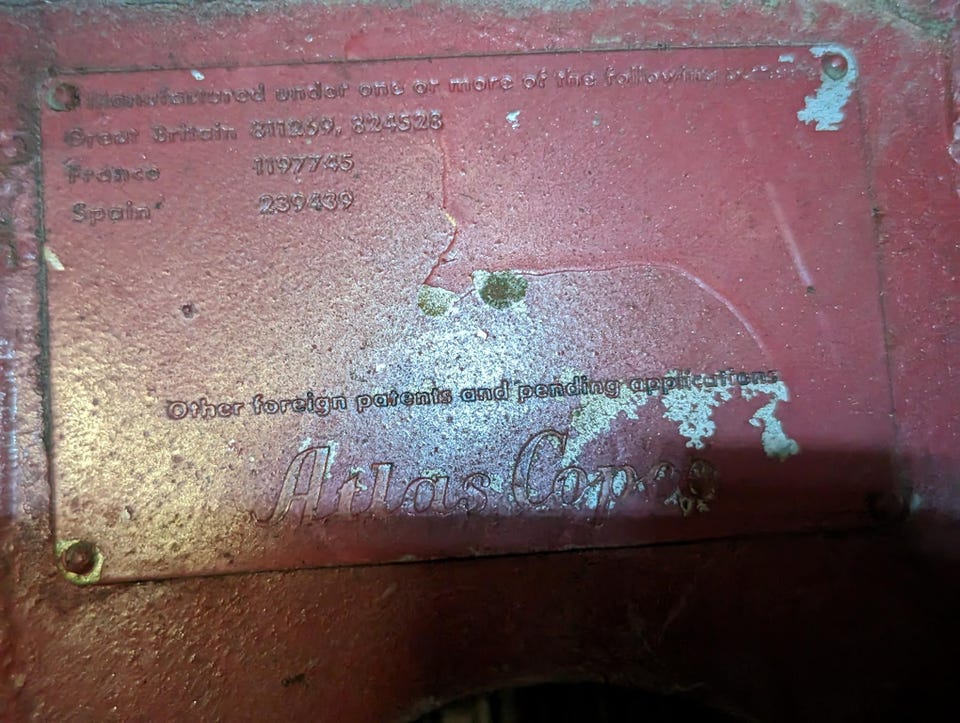 Manufactured under one or more of the following
Great Britain 811269, 824528
France 1197745
Spain 239439
Other foreign patents and pending applications
Atlas Copco